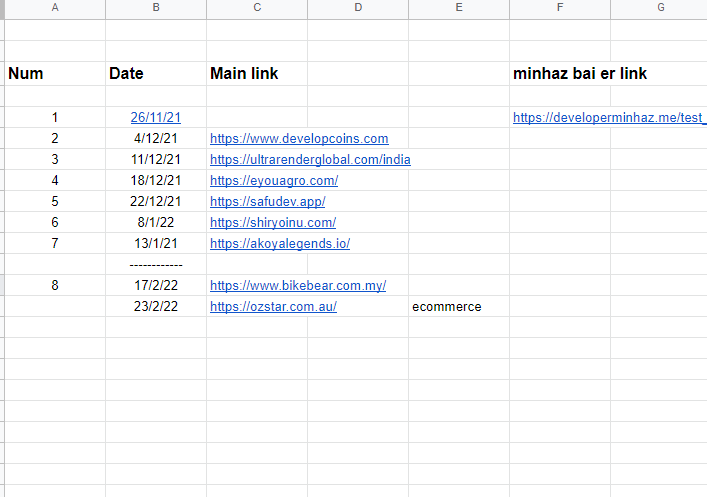 A B C D E F G
Num Date Main link minhaz bai er link
1 26/11/21 https://developerminhaz.me/test_
2 4/12/21 https://www.developcoins.com
3 11/12/21 https://ultrarenderglobal.com/india
4 18/12/21 https://eyouagro.com/
5 22/12/21 https://safudev.app/
6 8/1/22 https://shiryoinu.com/
7 13/1/21 https://akoyalegends.io/
------------
8 17/2/22 https://www.bikebear.com.my/
23/2/22 https://ozstar.com.au/ ecommerce